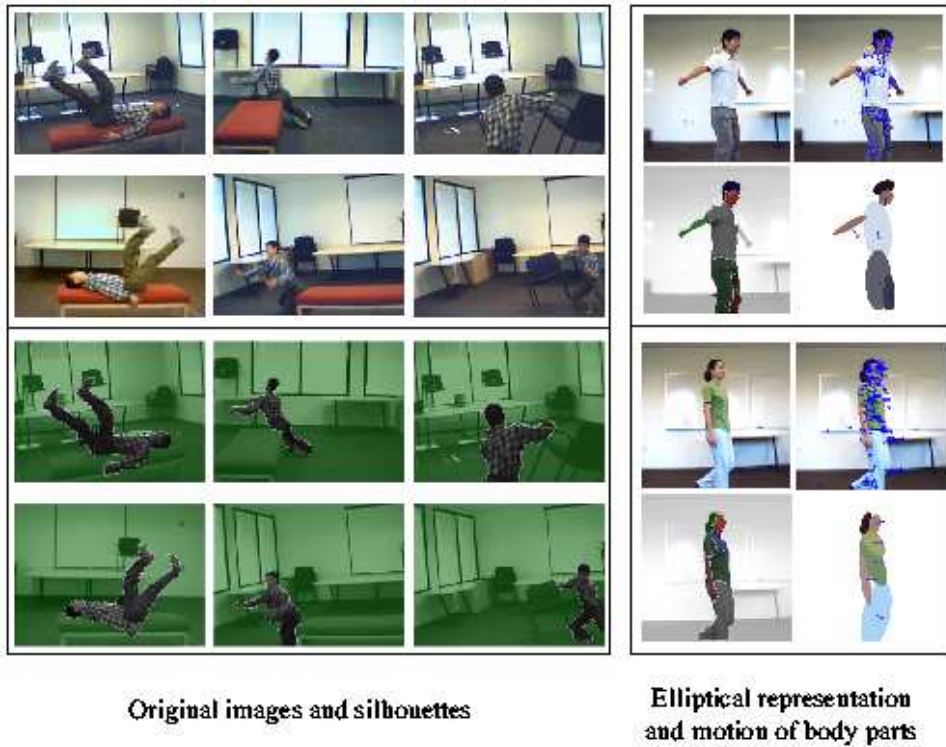 Original images and silhouettes
Elliptical representation
and motion of body parts